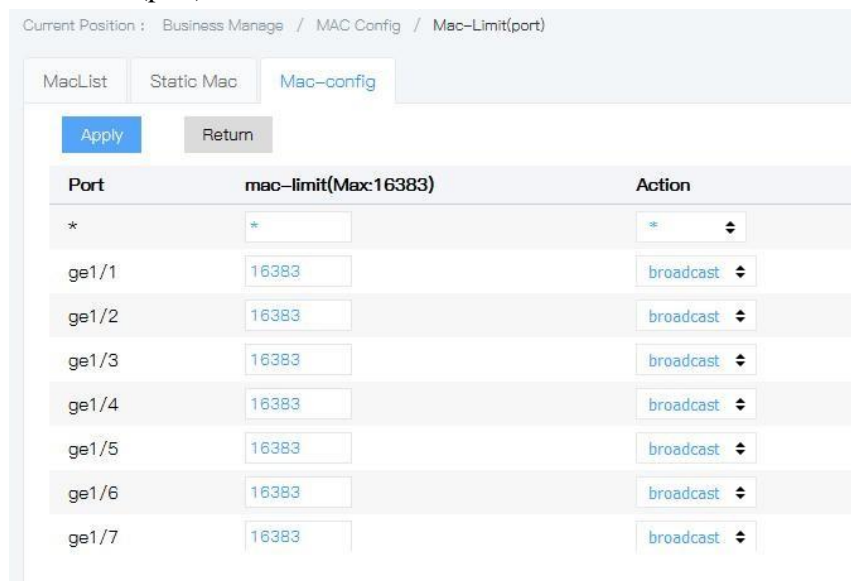 Current Position : Business Manage / MAC Config / Mac-Limit(port)
MacList Static Mac Mac-config
Apply Return
Port mac-limit(Max:16383) Action
* * *
ge1/1 16383 broadcast
ge1/2 16383 broadcast
ge1/3 16383 broadcast
ge1/4 16383 broadcast
ge1/5 16383 broadcast
ge1/6 16383 broadcast
ge1/7 16383 broadcast